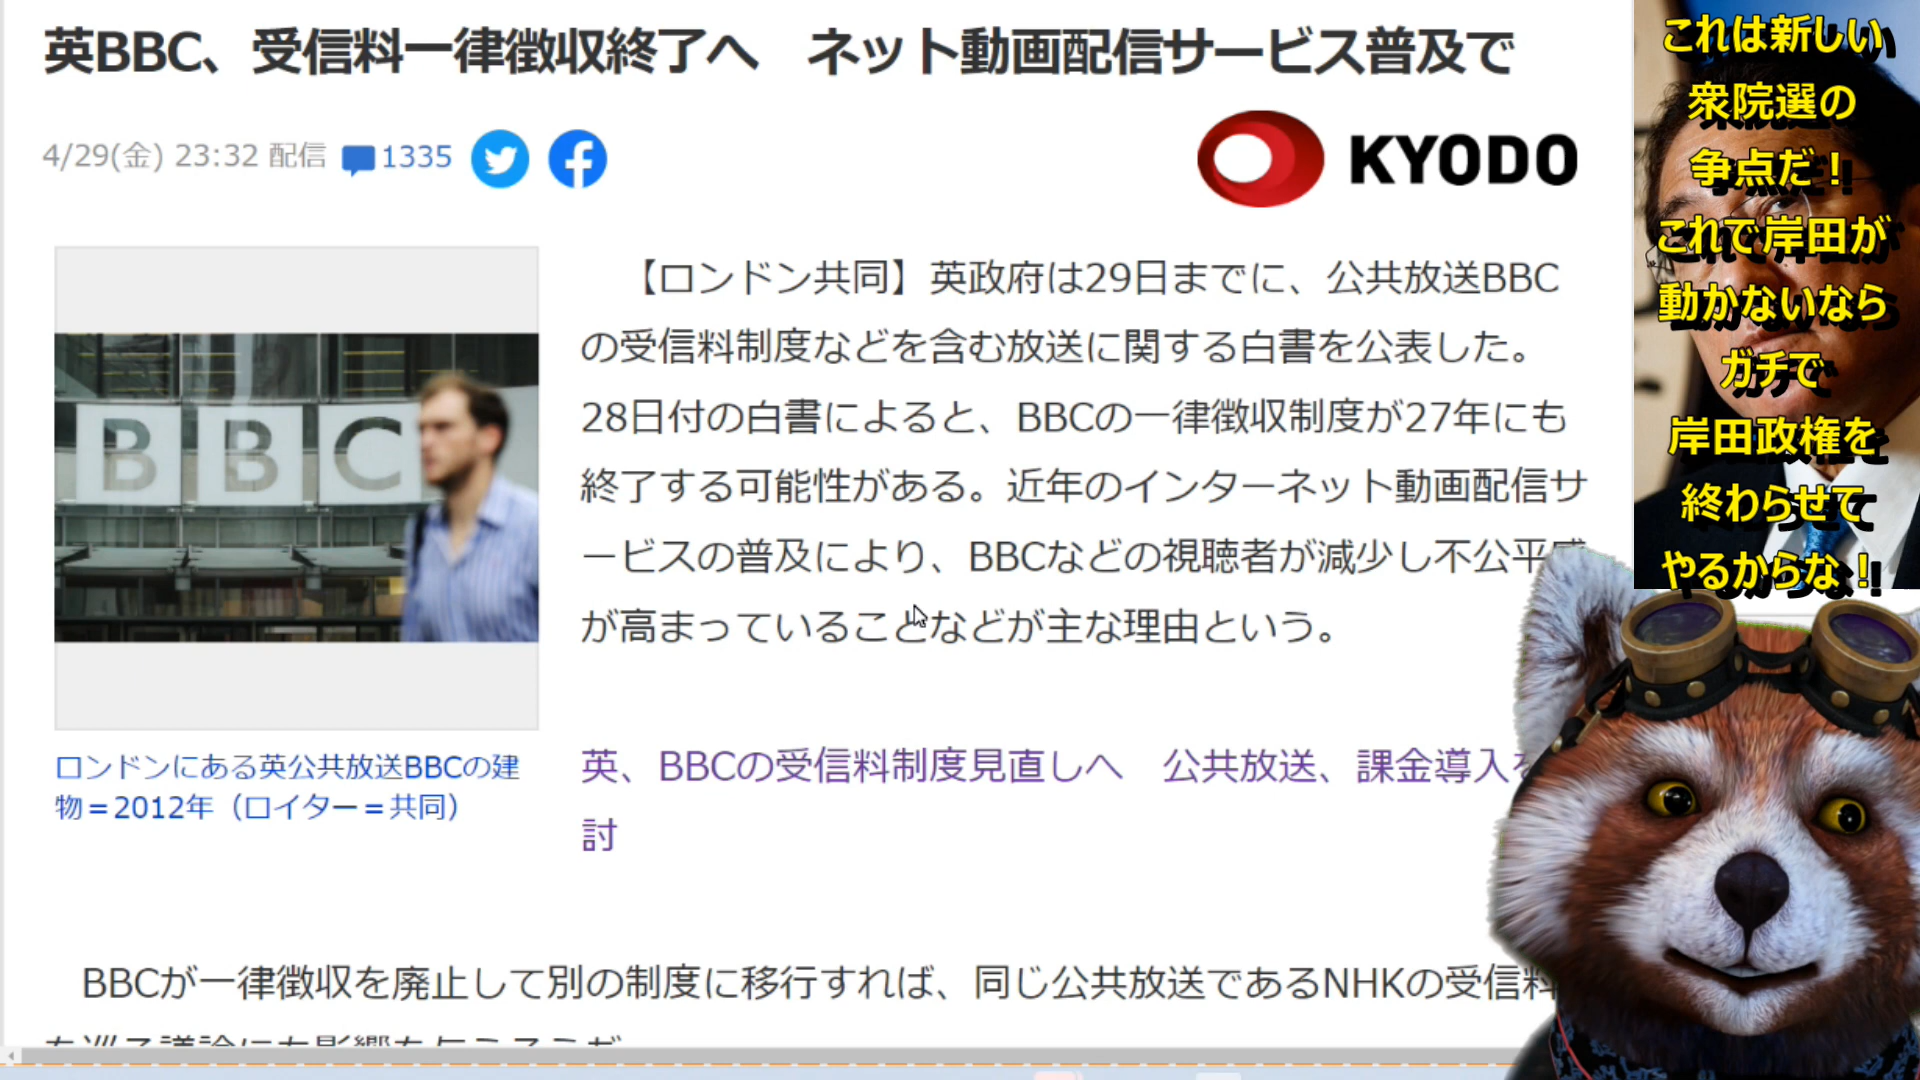 英BBC、受信料一律徴収終了へ　ネット動画配信サービス普及で
4/29(金) 23:32 配信 1335
KYODO
【ロンドン共同】英政府は29日までに、公共放送BBC
の受信料制度などを含む放送に関する白書を公表した。
28日付の白書によると、BBCの一律徴収制度が27年にも
終了する可能性がある。近年のインターネット動画配信サ
ービスの普及により、BBCなどの視聴者が減少し不公平感
が高まっていることなどが主な理由という。
BBC
ロンドンにある英公共放送BBCの建
物＝2012年（ロイター＝共同）
英、BBCの受信料制度見直しへ　公共放送、課金導入を
討
BBCが一律徴収を廃止して別の制度に移行すれば、同じ公共放送であるNHKの受信料
これは新しい
衆院選の
争点だ！
これで岸田が
動かないなら
ガチで
岸田政権を
終わらせて
やるからな！